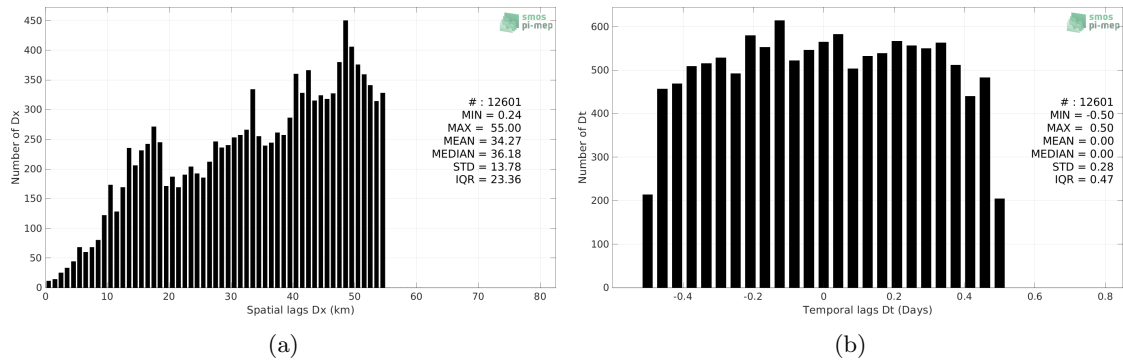 smos
pi-mep
450
400
350
300
250
200
150
100
50
0
Number of Dx
# : 12601
MIN = 0.24
MAX = 55.00
MEAN = 34.27
MEDIAN = 36.18
STD = 13.78
IQR = 23.36
0 10 20 30 40 50 60 70 80
Spatial lags Dx (km)
(a)
smos
pi-mep
600
500
400
300
200
100
0
Number of Dt
# : 12601
MIN = -0.50
MAX = 0.50
MEAN = 0.00
MEDIAN = 0.00
STD = 0.28
IQR = 0.47
-0.4 -0.2 0 0.2 0.4 0.6 0.8
Temporal lags Dt (Days)
(b)